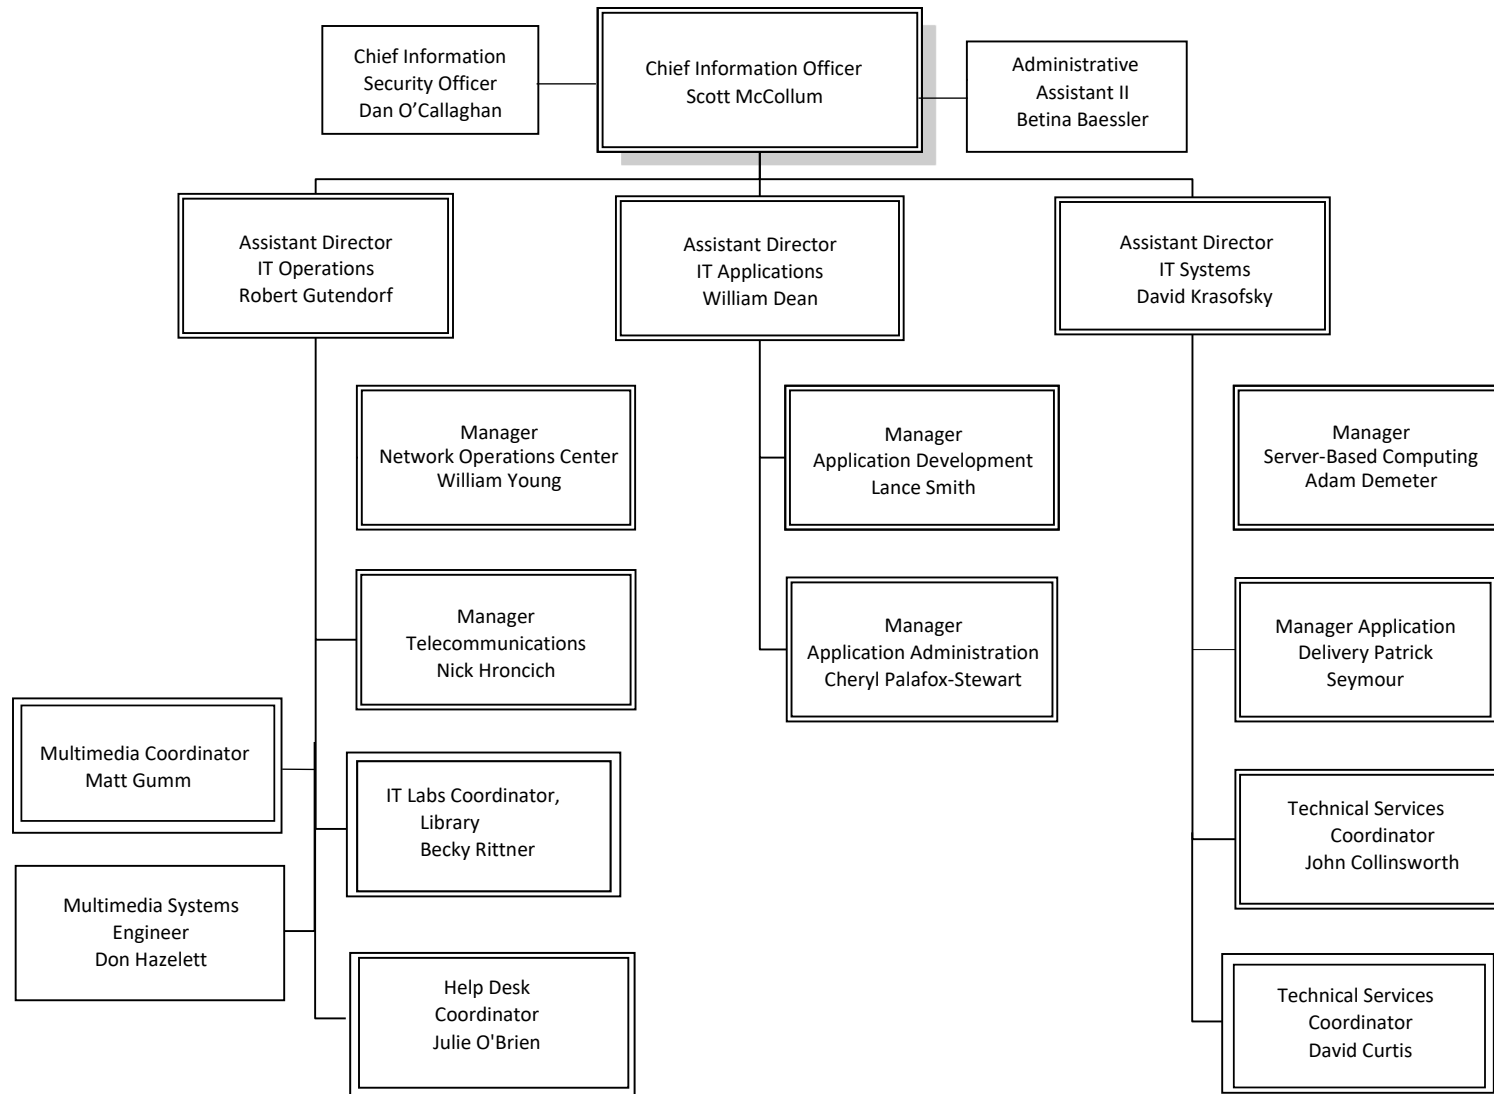 Chief Information
Security Officer
Dan O’Callaghan
Chief Information Officer
Scott McCollum
Administrative
Assistant II
Betina Baessler
Assistant Director
IT Operations
Robert Gutendorf
Assistant Director
IT Applications
William Dean
Assistant Director
IT Systems
David Krasofsky
Manager
Network Operations Center
William Young
Manager
Application Development
Lance Smith
Manager
Server-Based Computing
Adam Demeter
Manager
Telecommunications
Nick Hroncich
Manager
Application Administration
Cheryl Palafox-Stewart
Manager Application
Delivery Patrick
Seymour
Multimedia Coordinator
Matt Gumm
IT Labs Coordinator,
Library
Becky Rittner
Technical Services
Coordinator
John Collinsworth
Multimedia Systems
Engineer
Don Hazelett
Help Desk
Coordinator
Julie O'Brien
Technical Services
Coordinator
David Curtis